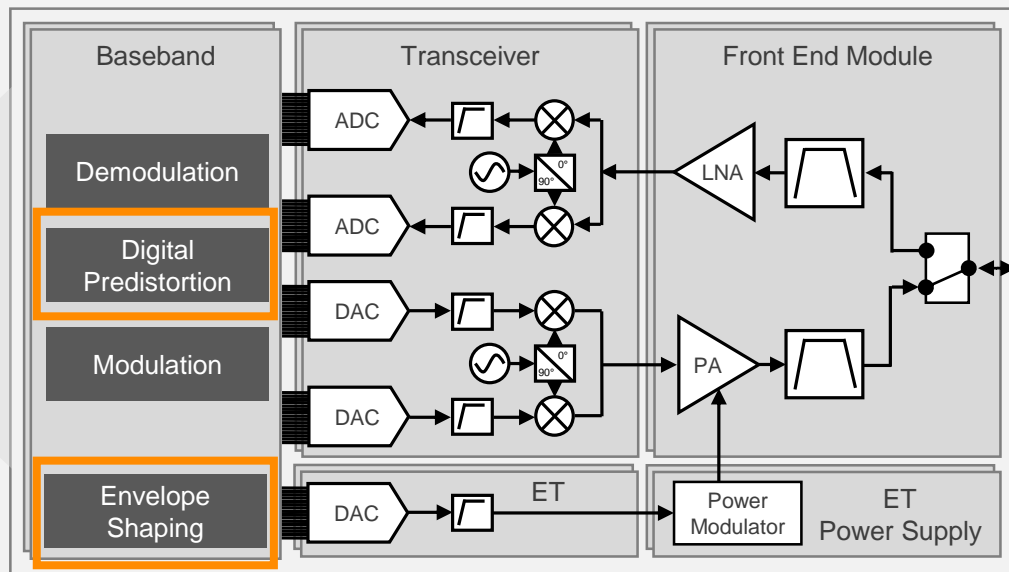 Baseband
Transceiver
Front End Module
Demodulation
Digital
Predistortion
Modulation
Envelope
Shaping
ADC
0°
90°
ADC
LNA
DAC
0°
90°
DAC
PA
DAC
ET
Power
Modulator
ET
Power Supply